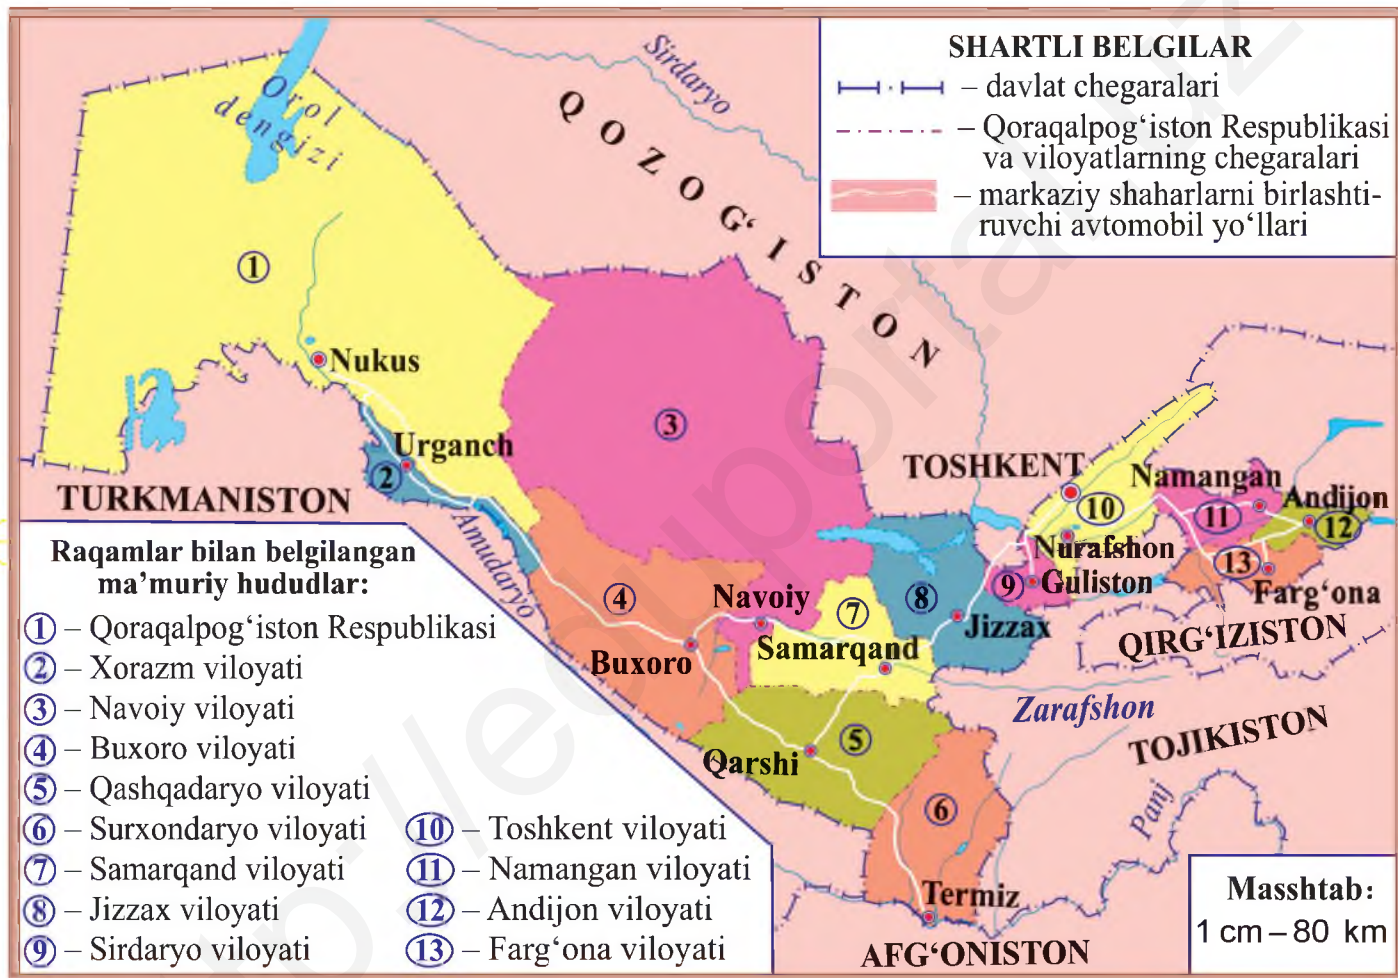 SHARTLI BELGILAR
– davlat chegaralari
– Qoraqalpog‘iston Respublikasi
va viloyatlarning chegaralari
– markaziy shaharlarni birlashti-
ruvchi avtomobil yo‘llari
Sirdaryo
Orol
dengizi
QOZOG‘ISTON
1
Nukus
3
Urganch
2
TURKMANISTON
Amudaryo
TOSHKENT
10
Namangan
11
Andijon
12
Nurafshon
13
9
Guliston
Farg‘ona
QIRG‘IZISTON
4
Navoiy
7
8
Jizzax
Buxoro
Samarqand
Zarafshon
TOJIKISTON
Qarshi
5
6
Panj
Termiz
AFG‘ONISTON
Raqamlar bilan belgilangan
ma’muriy hududlar:
1 – Qoraqalpog‘iston Respublikasi
2 – Xorazm viloyati
3 – Navoiy viloyati
4 – Buxoro viloyati
5 – Qashqadaryo viloyati
6 – Surxondaryo viloyati
7 – Samarqand viloyati
8 – Jizzax viloyati
9 – Sirdaryo viloyati
10 – Toshkent viloyati
11 – Namangan viloyati
12 – Andijon viloyati
13 – Farg‘ona viloyati
Masshtab:
1 cm – 80 km
http://eduportal.uz